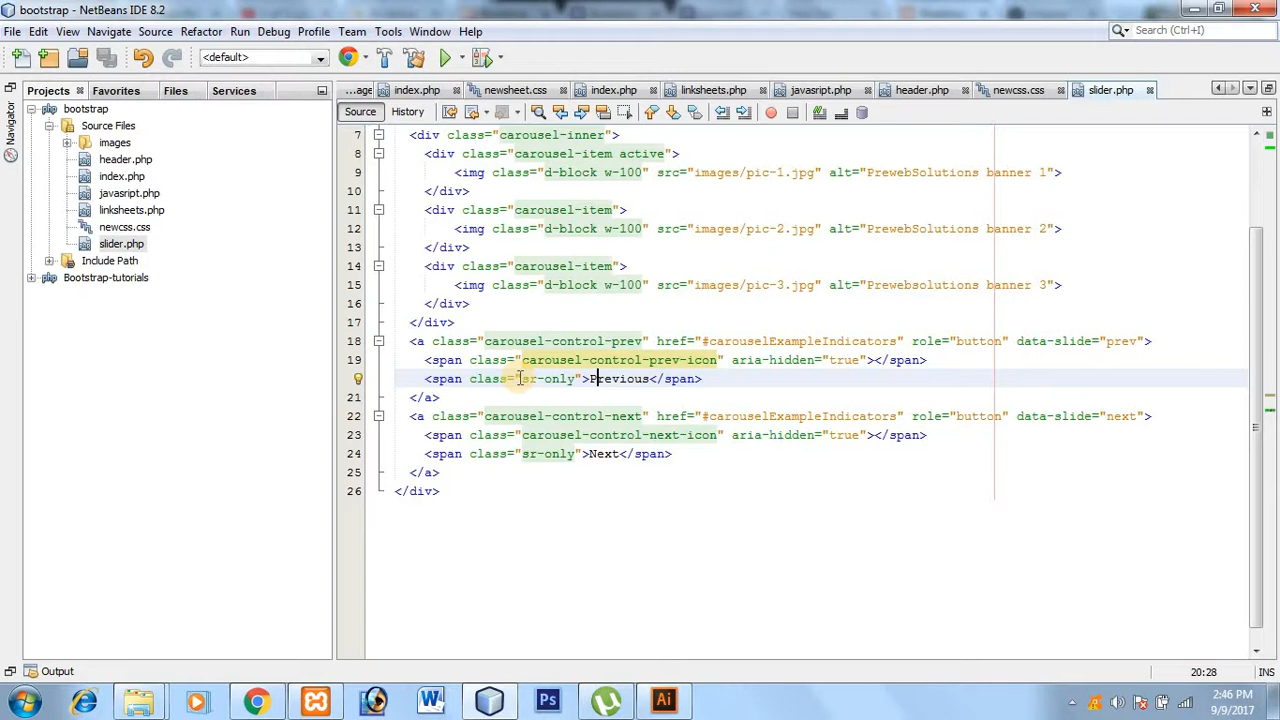 bootstrap - NetBeans IDE 8.2
File Edit View Navigate Source Refactor Run Debug Profile Team Tools Window Help
Search (Ctrl+I)
<default>
Projects Favorites Files Services
...age index.php newsheet.css index.php linksheets.php javasript.php header.php newcss.css slider.php
Source History
Navigator
bootstrap
Source Files
images
header.php
index.php
javasript.php
linksheets.php
newcss.css
slider.php
Include Path
Bootstrap-tutorials
7 <div class="carousel-inner">
8 <div class="carousel-item active">
9 <img class="d-block w-100" src="images/pic-1.jpg" alt="PrewebSolutions banner 1">
10 </div>
11 <div class="carousel-item">
12 <img class="d-block w-100" src="images/pic-2.jpg" alt="PrewebSolutions banner 2">
13 </div>
14 <div class="carousel-item">
15 <img class="d-block w-100" src="images/pic-3.jpg" alt="Prewebsolutions banner 3">
16 </div>
17 </div>
18 <a class="carousel-control-prev" href="#carouselExampleIndicators" role="button" data-slide="prev">
19 <span class="carousel-control-prev-icon" aria-hidden="true"></span>
<span class="sr-only">Previous</span>
21 </a>
22 <a class="carousel-control-next" href="#carouselExampleIndicators" role="button" data-slide="next">
23 <span class="carousel-control-next-icon" aria-hidden="true"></span>
24 <span class="sr-only">Next</span>
25 </a>
26 </div>
Output
20:28 INS
Ps
Ai
2:46 PM
9/9/2017